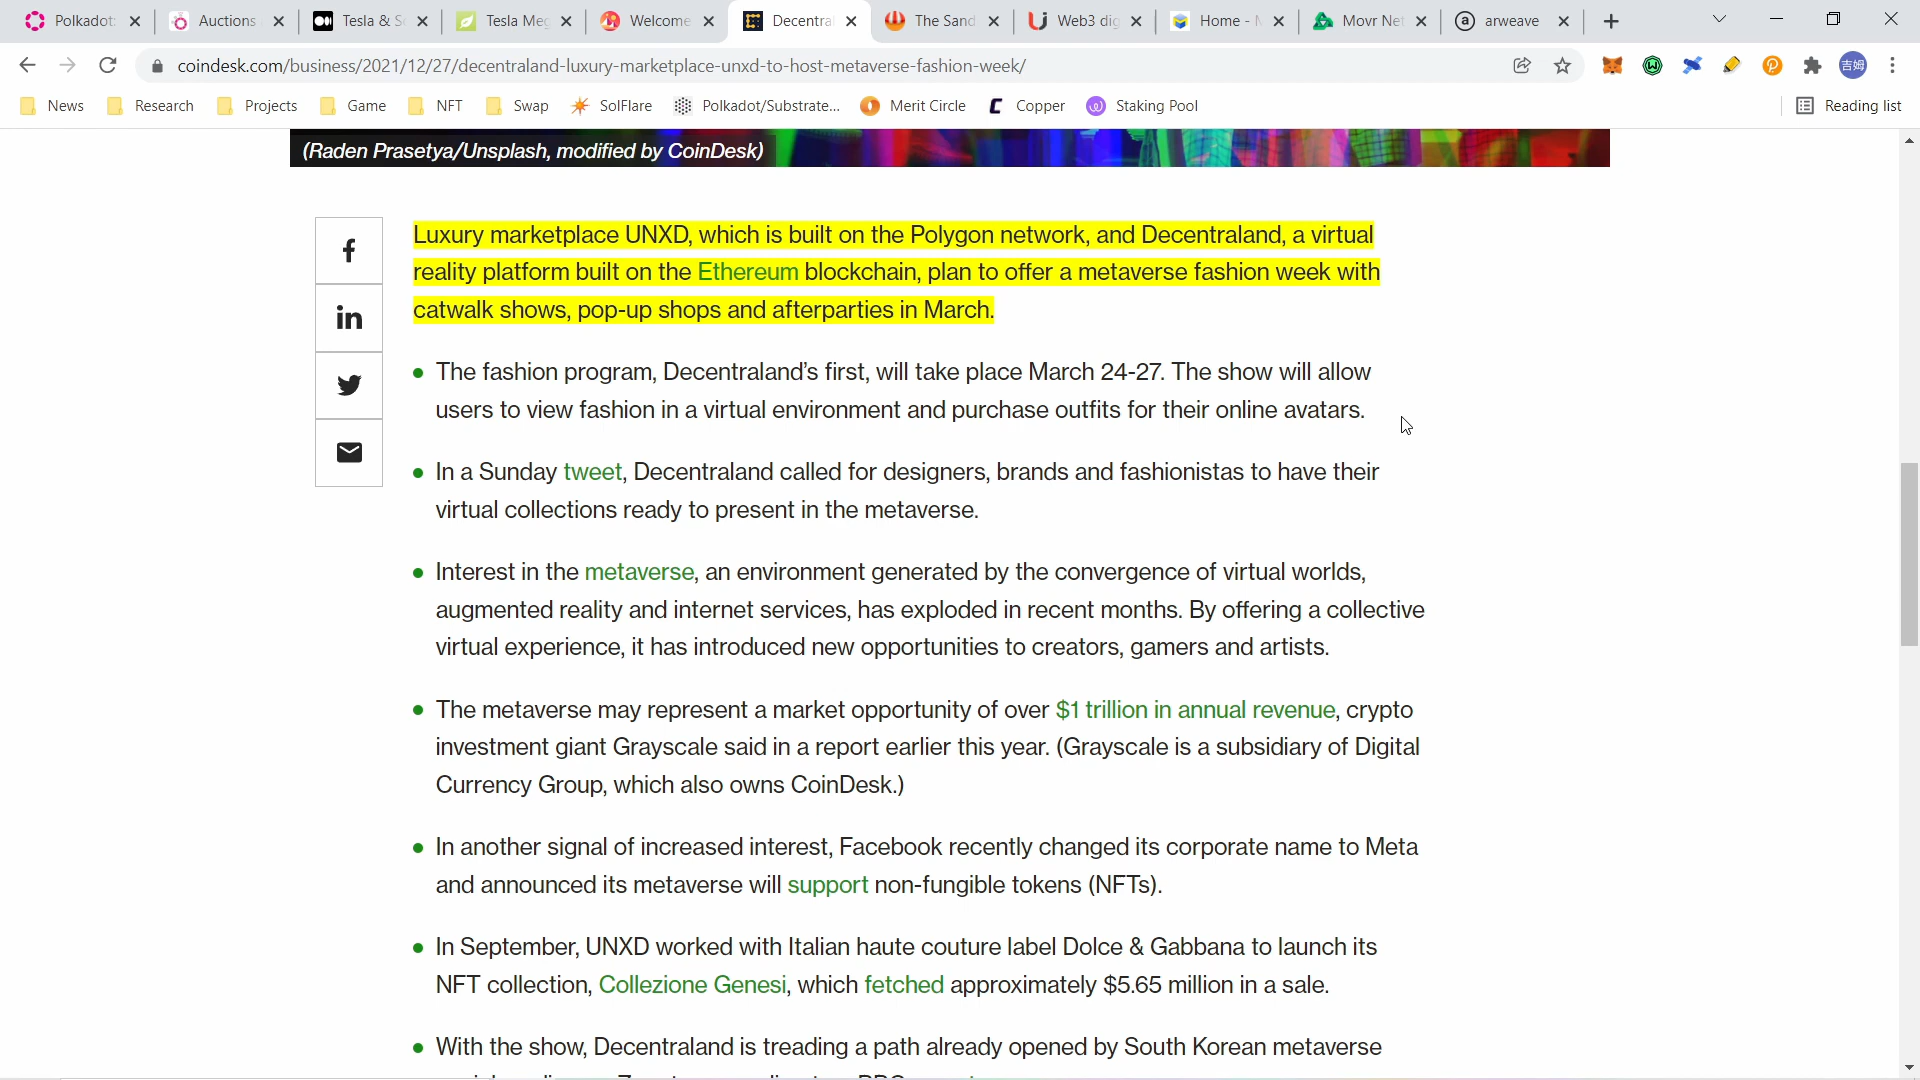 Polkadot
Auctions
Tesla & S
Tesla Meg
Welcome
Decentral
The Sand
Web3 dig
Home -
Movr Net
arweave
coindesk.com/business/2021/12/27/decentraland-luxury-marketplace-unxd-to-host-metaverse-fashion-week/
吉姆
News
Research
Projects
Game
NFT
Swap
SolFlare
Polkadot/Substrate...
Merit Circle
Copper
Staking Pool
Reading list
(Raden Prasetya/Unsplash, modified by CoinDesk)
Luxury marketplace UNXD, which is built on the Polygon network, and Decentraland, a virtual
reality platform built on the Ethereum blockchain, plan to offer a metaverse fashion week with
catwalk shows, pop-up shops and afterparties in March.
• The fashion program, Decentraland’s first, will take place March 24-27. The show will allow
users to view fashion in a virtual environment and purchase outfits for their online avatars.
• In a Sunday tweet, Decentraland called for designers, brands and fashionistas to have their
virtual collections ready to present in the metaverse.
• Interest in the metaverse, an environment generated by the convergence of virtual worlds,
augmented reality and internet services, has exploded in recent months. By offering a collective
virtual experience, it has introduced new opportunities to creators, gamers and artists.
• The metaverse may represent a market opportunity of over $1 trillion in annual revenue, crypto
investment giant Grayscale said in a report earlier this year. (Grayscale is a subsidiary of Digital
Currency Group, which also owns CoinDesk.)
• In another signal of increased interest, Facebook recently changed its corporate name to Meta
and announced its metaverse will support non-fungible tokens (NFTs).
• In September, UNXD worked with Italian haute couture label Dolce & Gabbana to launch its
NFT collection, Collezione Genesi, which fetched approximately $5.65 million in a sale.
• With the show, Decentraland is treading a path already opened by South Korean metaverse